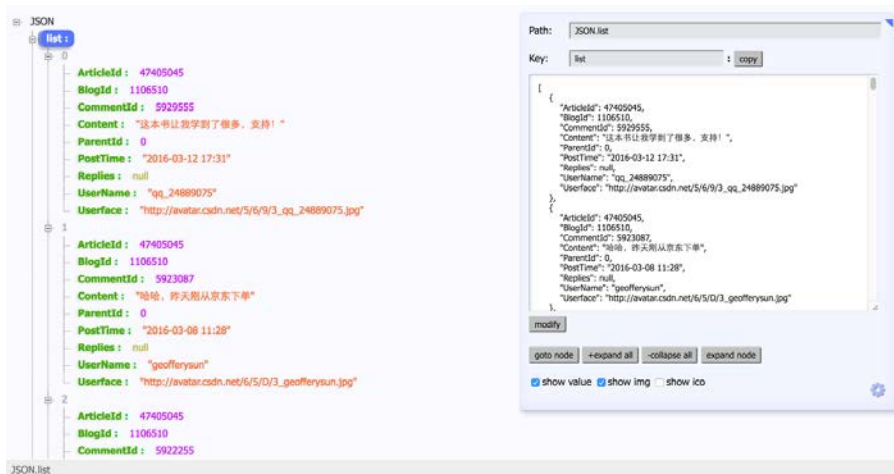 JSON
list :
0
ArticleId : 47405045
BlogId : 1106510
CommentId : 5929555
Content : "这本书让我学到了很多，支持！"
ParentId : 0
PostTime : "2016-03-12 17:31"
Replies : null
UserName : "qq_24889075"
Userface : "http://avatar.csdn.net/5/6/9/3_qq_24889075.jpg"
1
ArticleId : 47405045
BlogId : 1106510
CommentId : 5923087
Content : "哈哈，昨天刚从京东下单"
ParentId : 0
PostTime : "2016-03-08 11:28"
Replies : null
UserName : "geofferysun"
Userface : "http://avatar.csdn.net/6/5/D/3_geofferysun.jpg"
2
ArticleId : 47405045
BlogId : 1106510
CommentId : 5922255
JSON.list
Path: JSON.list
Key: list : copy
[
{
"ArticleId": 47405045,
"BlogId": 1106510,
"CommentId": 5929555,
"Content": "这本书让我学到了很多，支持！",
"ParentId": 0,
"PostTime": "2016-03-12 17:31",
"Replies": null,
"UserName": "qq_24889075",
"Userface": "http://avatar.csdn.net/5/6/9/3_qq_24889075.jpg"
},
{
"ArticleId": 47405045,
"BlogId": 1106510,
"CommentId": 5923087,
"Content": "哈哈，昨天刚从京东下单",
"ParentId": 0,
"PostTime": "2016-03-08 11:28",
"Replies": null,
"UserName": "geofferysun",
"Userface": "http://avatar.csdn.net/6/5/D/3_geofferysun.jpg"
},
modify
goto node +expand all -collapse all expand node
show value show img show ico